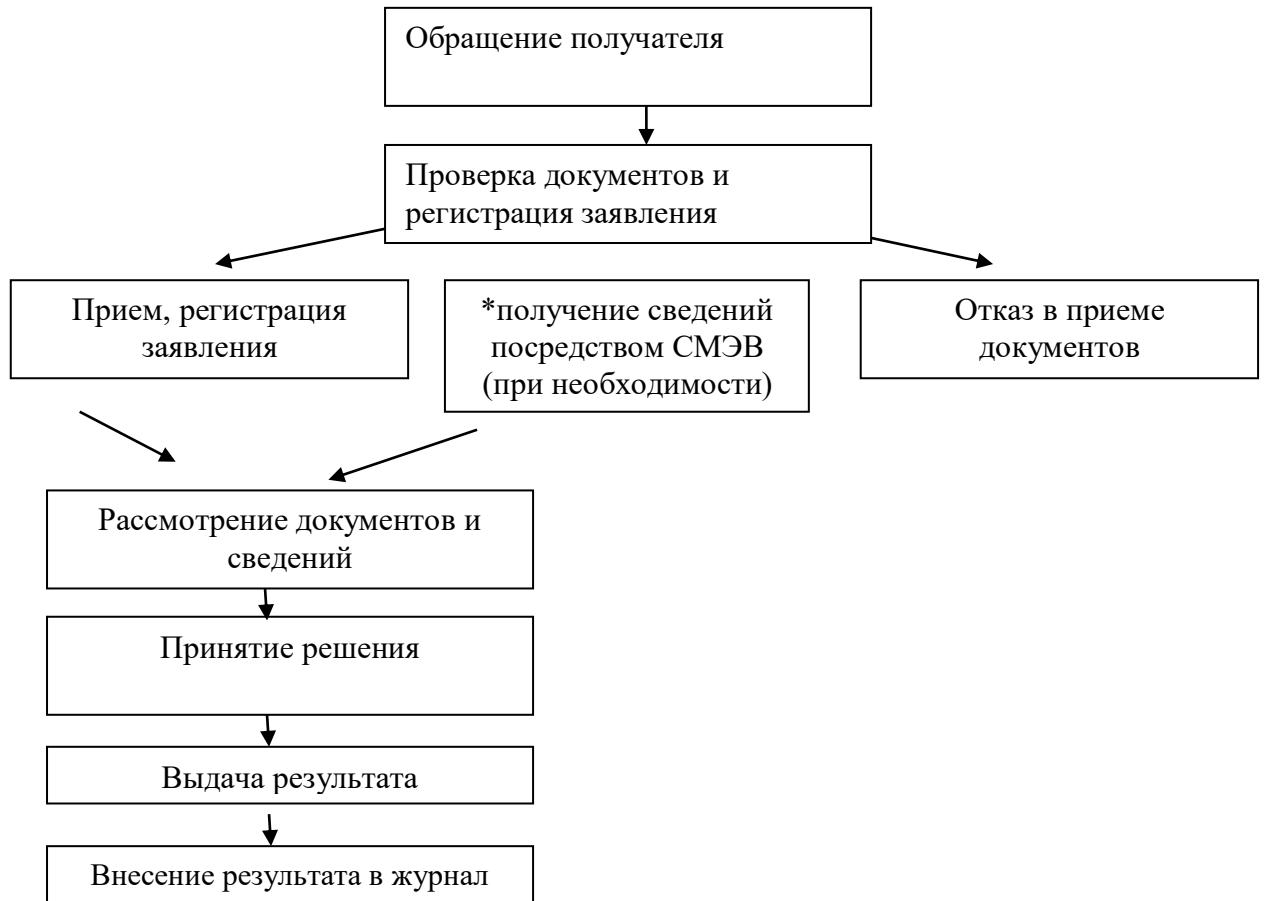 Обращение получателя
Проверка документов и
регистрация заявления
Прием, регистрация
заявления
*получение сведений
посредством СМЭВ
(при необходимости)
Отказ в приеме
документов
Рассмотрение документов и
сведений
Принятие решения
Выдача результата
Внесение результата в журнал